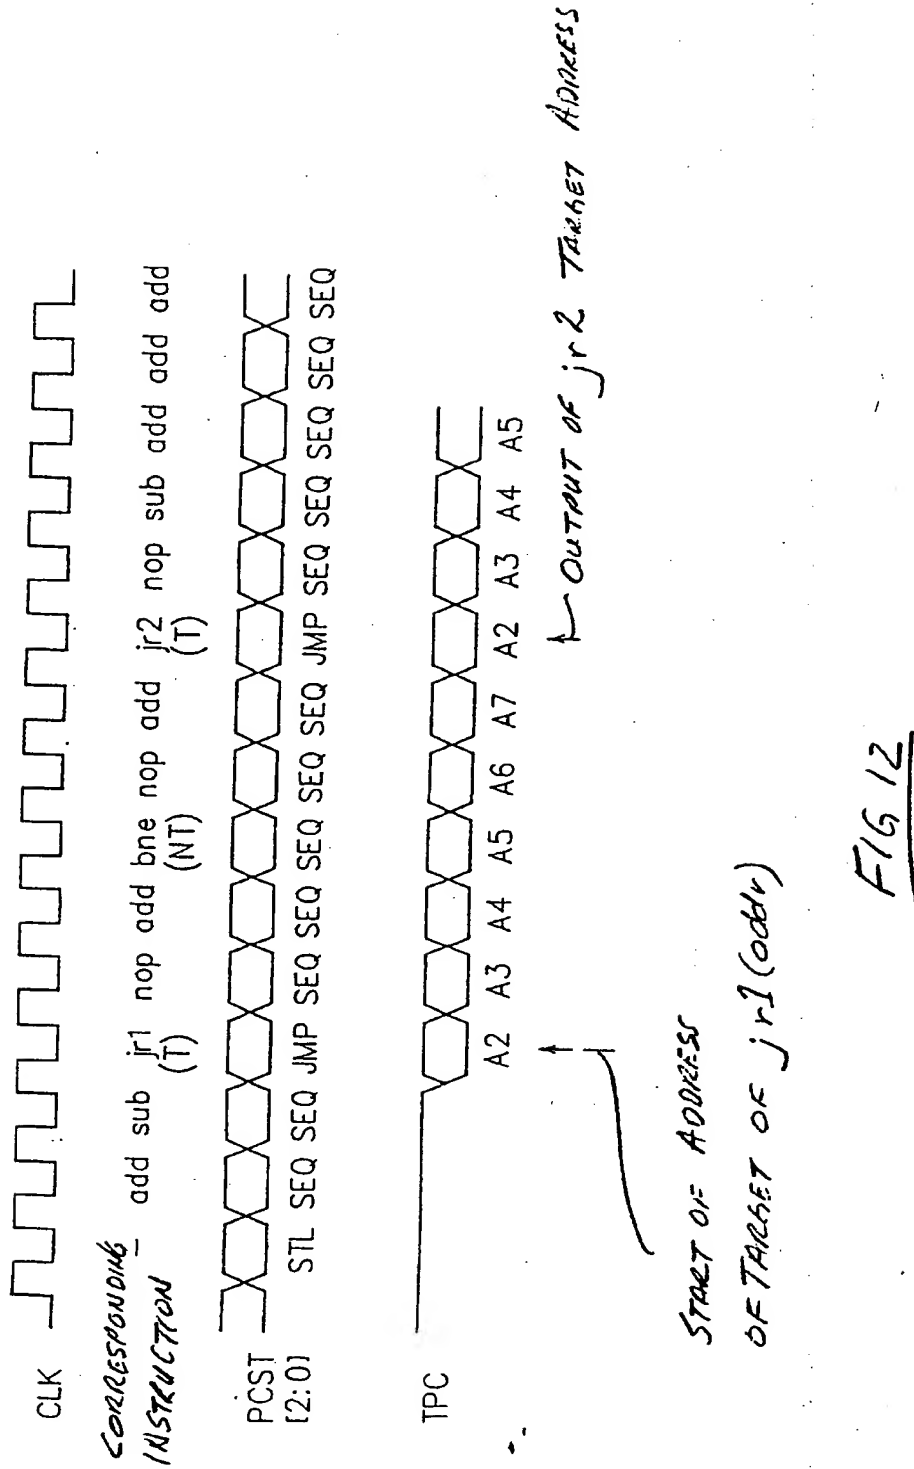 CLK
CORRESPONDING
INSTRUCTION
— add sub jr1 nop add bne nop add jr2 nop sub add add add
(T) (NT) (T)
PCST
[2:0]
STL SEQ SEQ JMP SEQ SEQ SEQ SEQ SEQ JMP SEQ SEQ SEQ SEQ SEQ
TPC
A2 A3 A4 A5 A6 A7 A2 A3 A4 A5
OUTPUT OF jr2 TARGET ADDRESS
START OF ADDRESS
OF TARGET OF jr1 (addr)
FIG 12